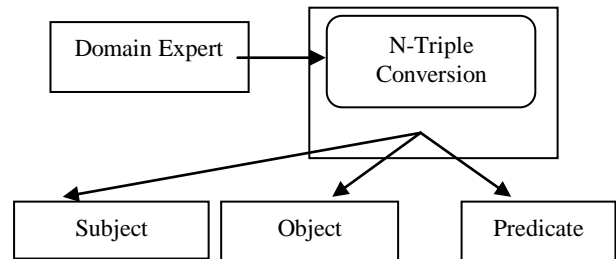 Domain Expert
N-Triple
Conversion
Subject
Object
Predicate